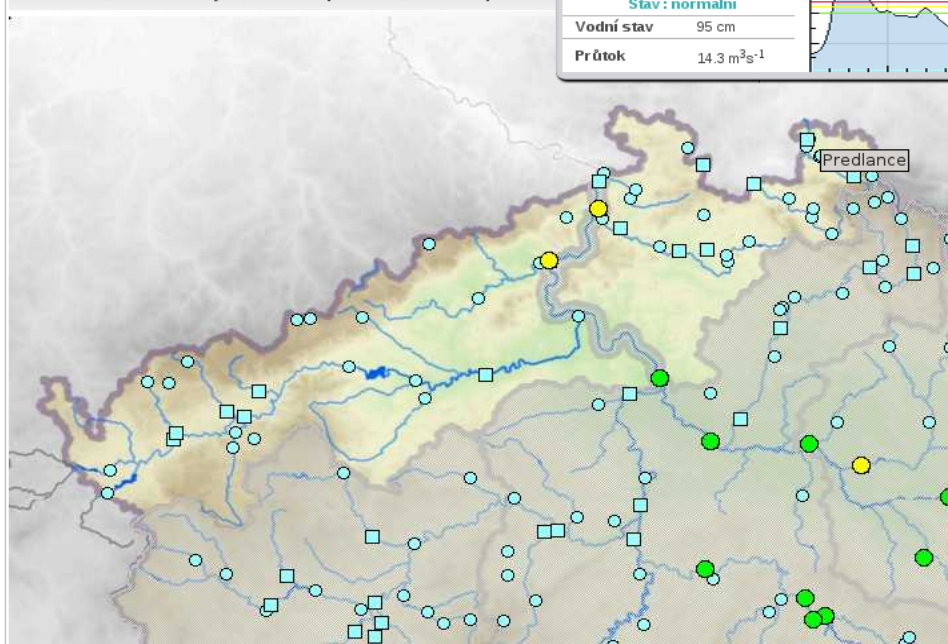 Stav : normální
Vodní stav 95 cm
Průtok 14.3 m³s⁻¹
Predlance